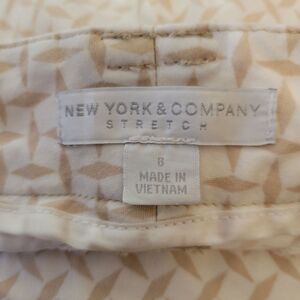 NEW YORK & COMPANY
STRETCH
8
MADE IN
VIETNAM